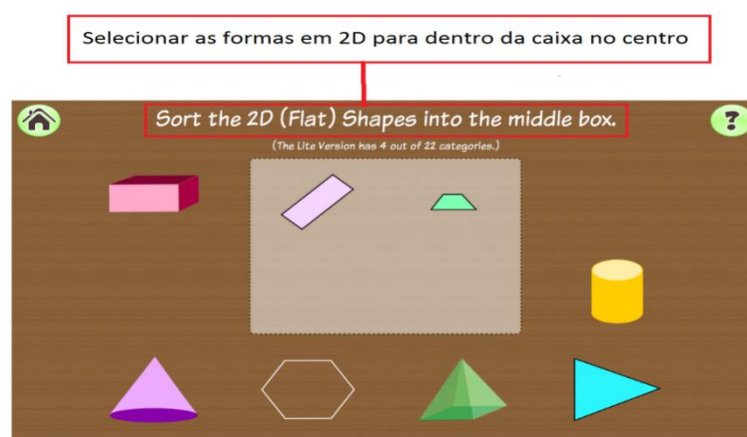 Selecionar as formas em 2D para dentro da caixa no centro
Sort the 2D (Flat) Shapes into the middle box.
?
(The Lite Version has 4 out of 22 categories.)